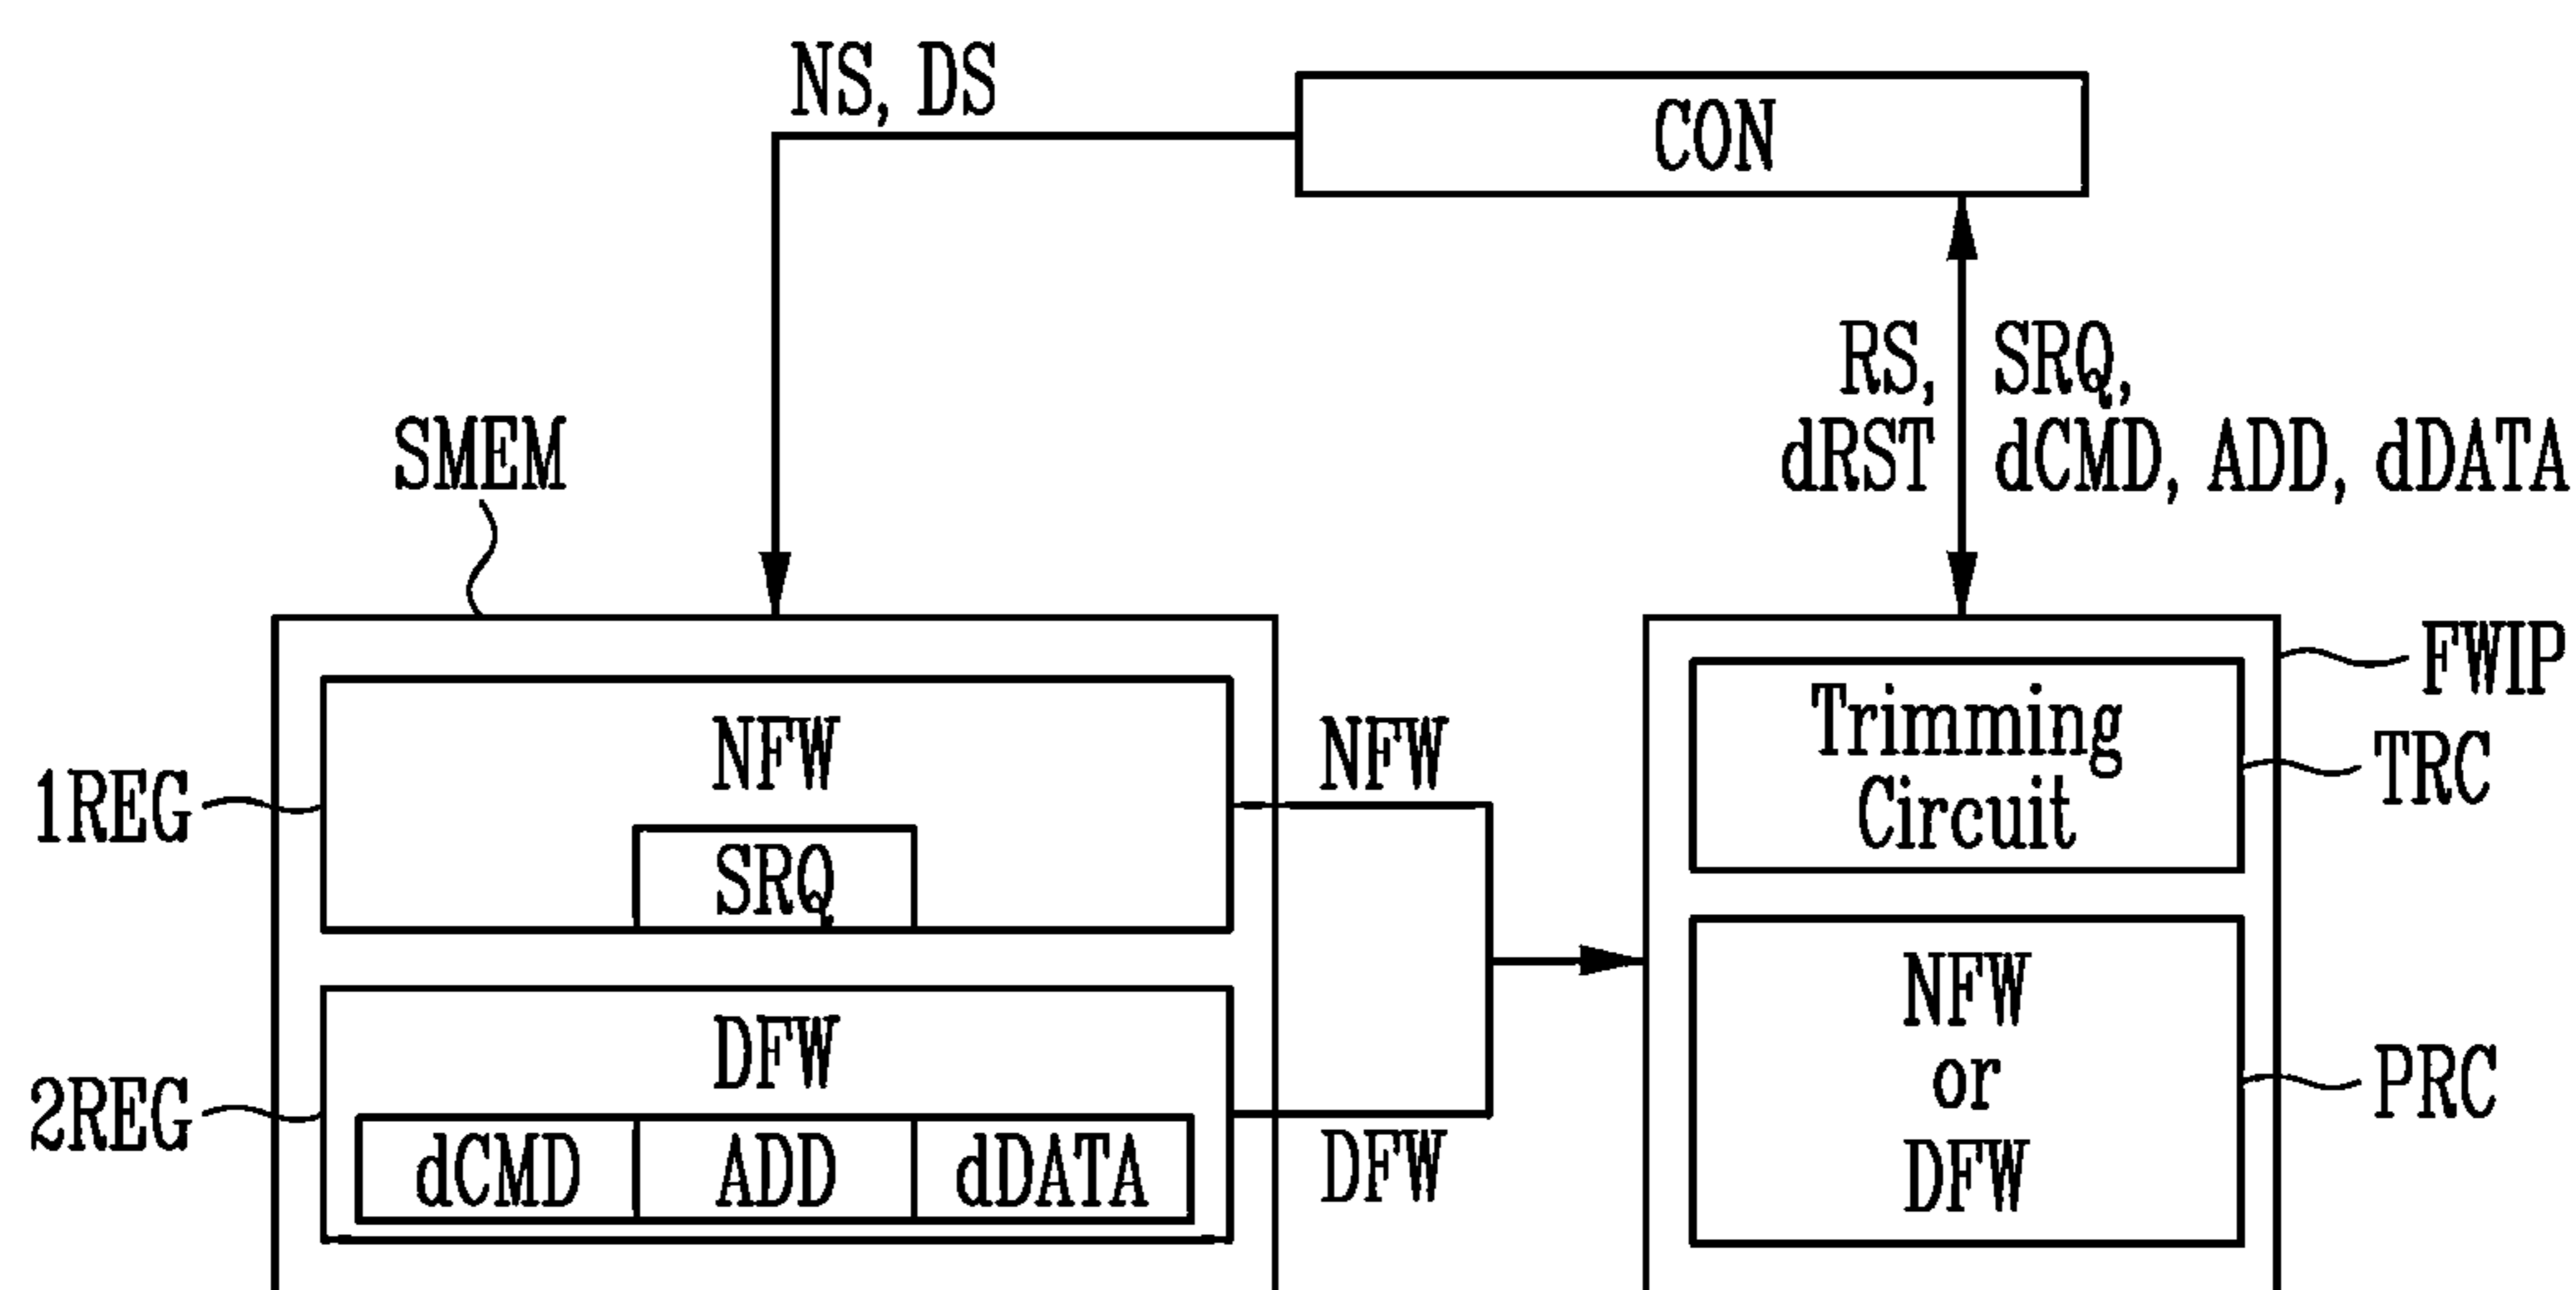 NS, DS
CON
RS,
dRST
SRQ,
dCMD, ADD, dDATA
SMEM
1REG
NFW
SRQ
2REG
DFW
dCMD
ADD
dDATA
NFW
DFW
FWIP
Trimming
Circuit
TRC
NFW
or
DFW
PRC